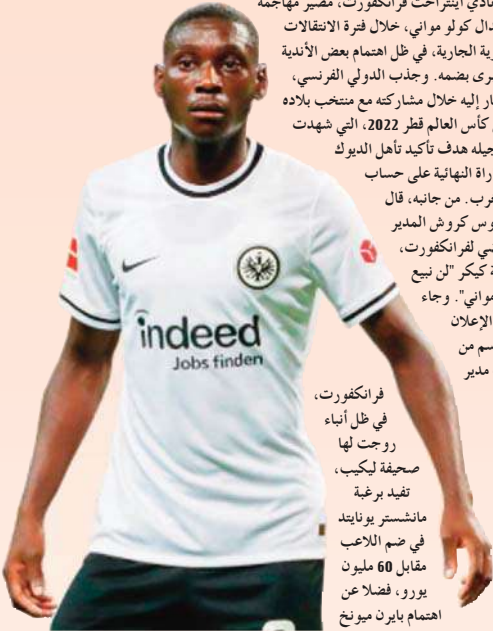 نادي اينتراخت فرانكفورت، مصير مهاجمه
دال كولو مواني، خلال فترة الانتقالات
وية الجارية، في ظل اهتمام بعض الأندية
رى بضمه. وجذب الدولي الفرنسي،
ار إليه خلال مشاركته مع منتخب بلاده
كأس العالم قطر 2022، التي شهدت
جيله هدف تأكيد تأهل الديوك
اراة النهائية على حساب
غرب. من جانبه، قال
وس كروش المدير
ضي لفرانكفورت،
ة كيكر "لن نبيع
مواني". وجاء
الإعلان
سم من
مدير
فرانكفورت،
في ظل أنباء
روجت لها
صحيفة ليكيب،
تفيد برغبة
مانشستر يونايتد
في ضم اللاعب
مقابل 60 مليون
يورو، فضلا عن
اهتمام بايرن ميونخ
indeed
Jobs finden